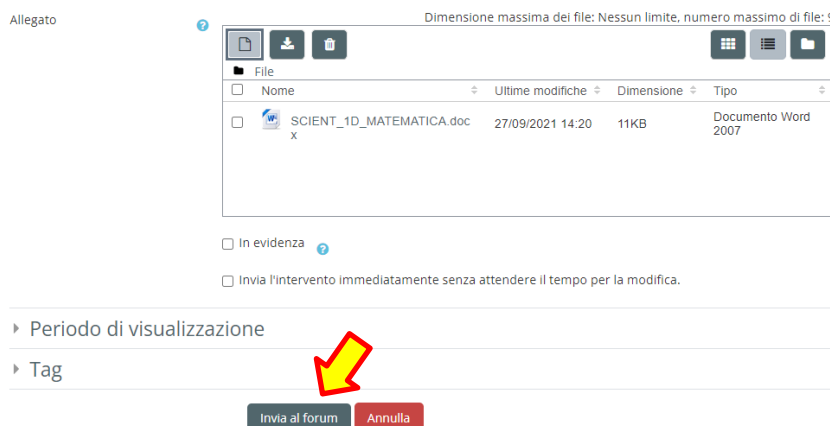 Allegato
Dimensione massima dei file: Nessun limite, numero massimo di file: 9
File
Nome Ultime modifiche Dimensione Tipo
SCIENT_1D_MATEMATICA.doc
x
27/09/2021 14:20
11KB
Documento Word
2007
In evidenza
Invia l'intervento immediatamente senza attendere il tempo per la modifica.
Periodo di visualizzazione
Tag
Invia al forum Annulla